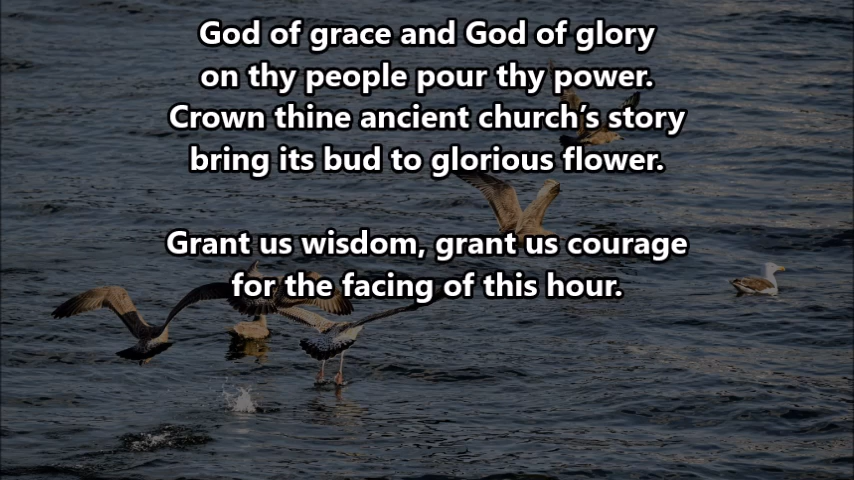 God of grace and God of glory
on thy people pour thy power.
Crown thine ancient church’s story
bring its bud to glorious flower.
Grant us wisdom, grant us courage
for the facing of this hour.